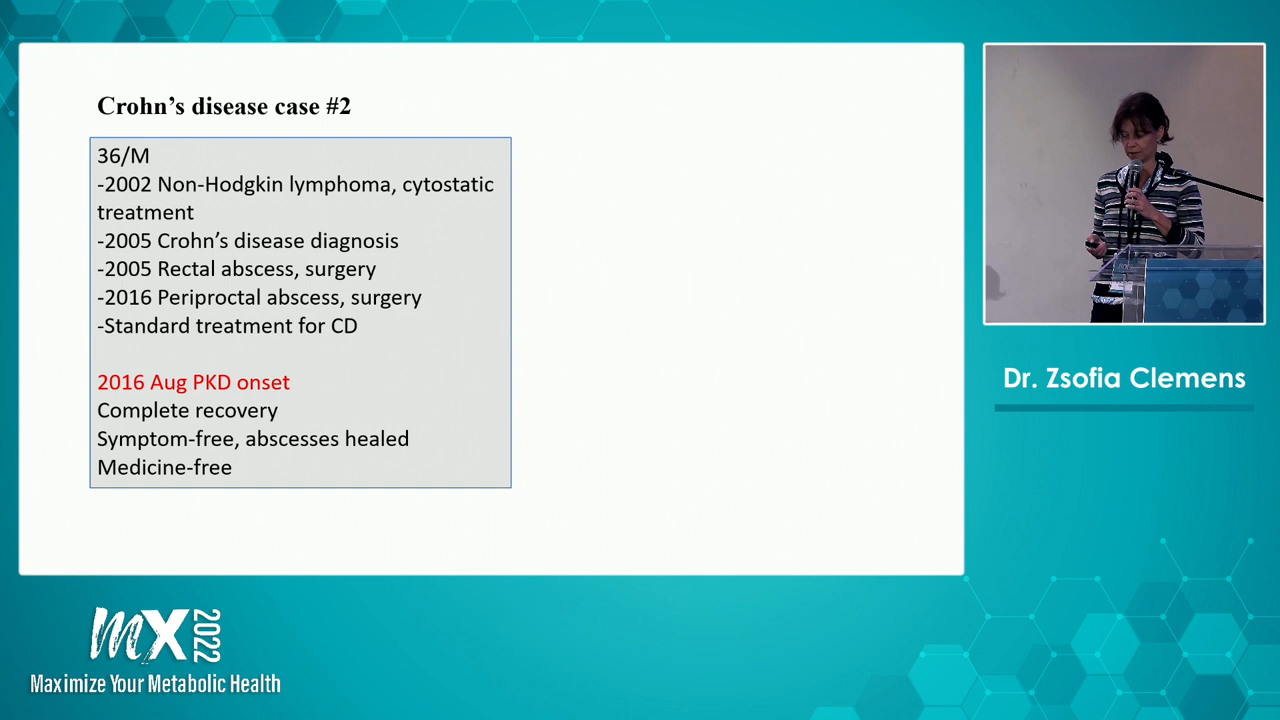 Crohn’s disease case #2
36/M
-2002 Non-Hodgkin lymphoma, cytostatic
treatment
-2005 Crohn’s disease diagnosis
-2005 Rectal abscess, surgery
-2016 Periproctal abscess, surgery
-Standard treatment for CD
2016 Aug PKD onset
Complete recovery
Symptom-free, abscesses healed
Medicine-free
Dr. Zsofia Clemens
mx 2022
Maximize Your Metabolic Health